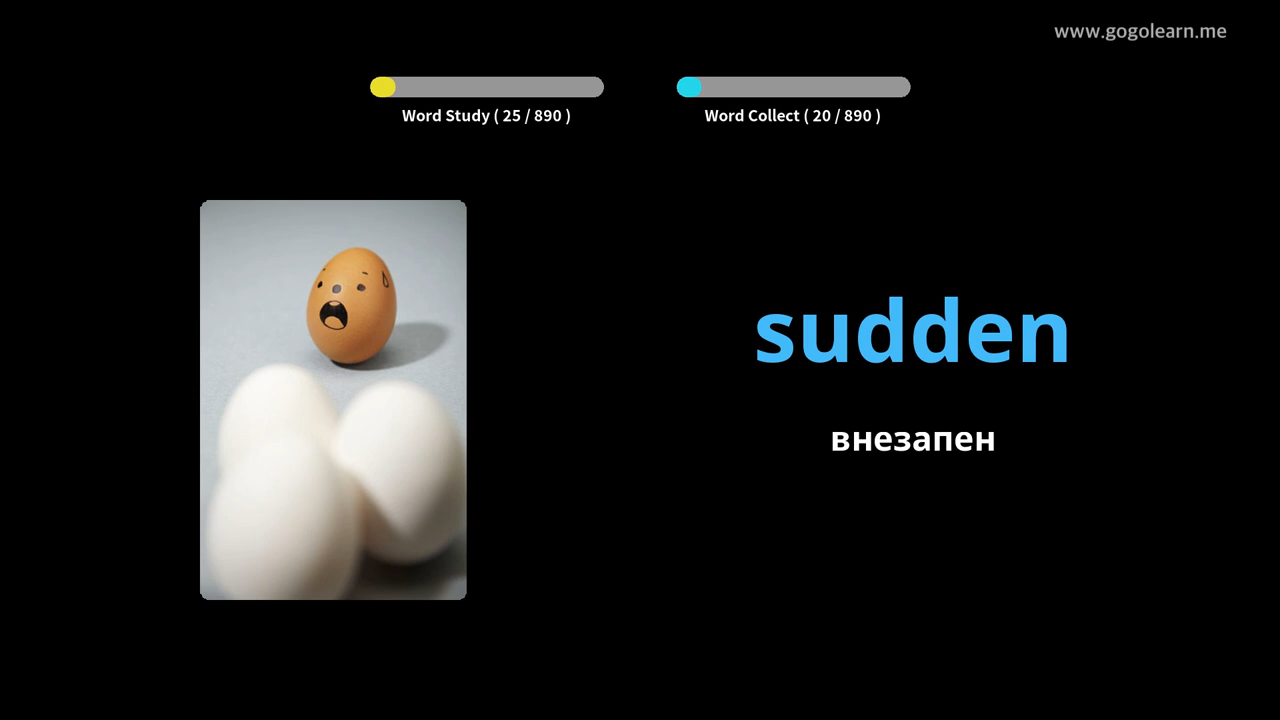 www.gogolearn.me
Word Study ( 25 / 890 )
Word Collect ( 20 / 890 )
sudden
внезапен